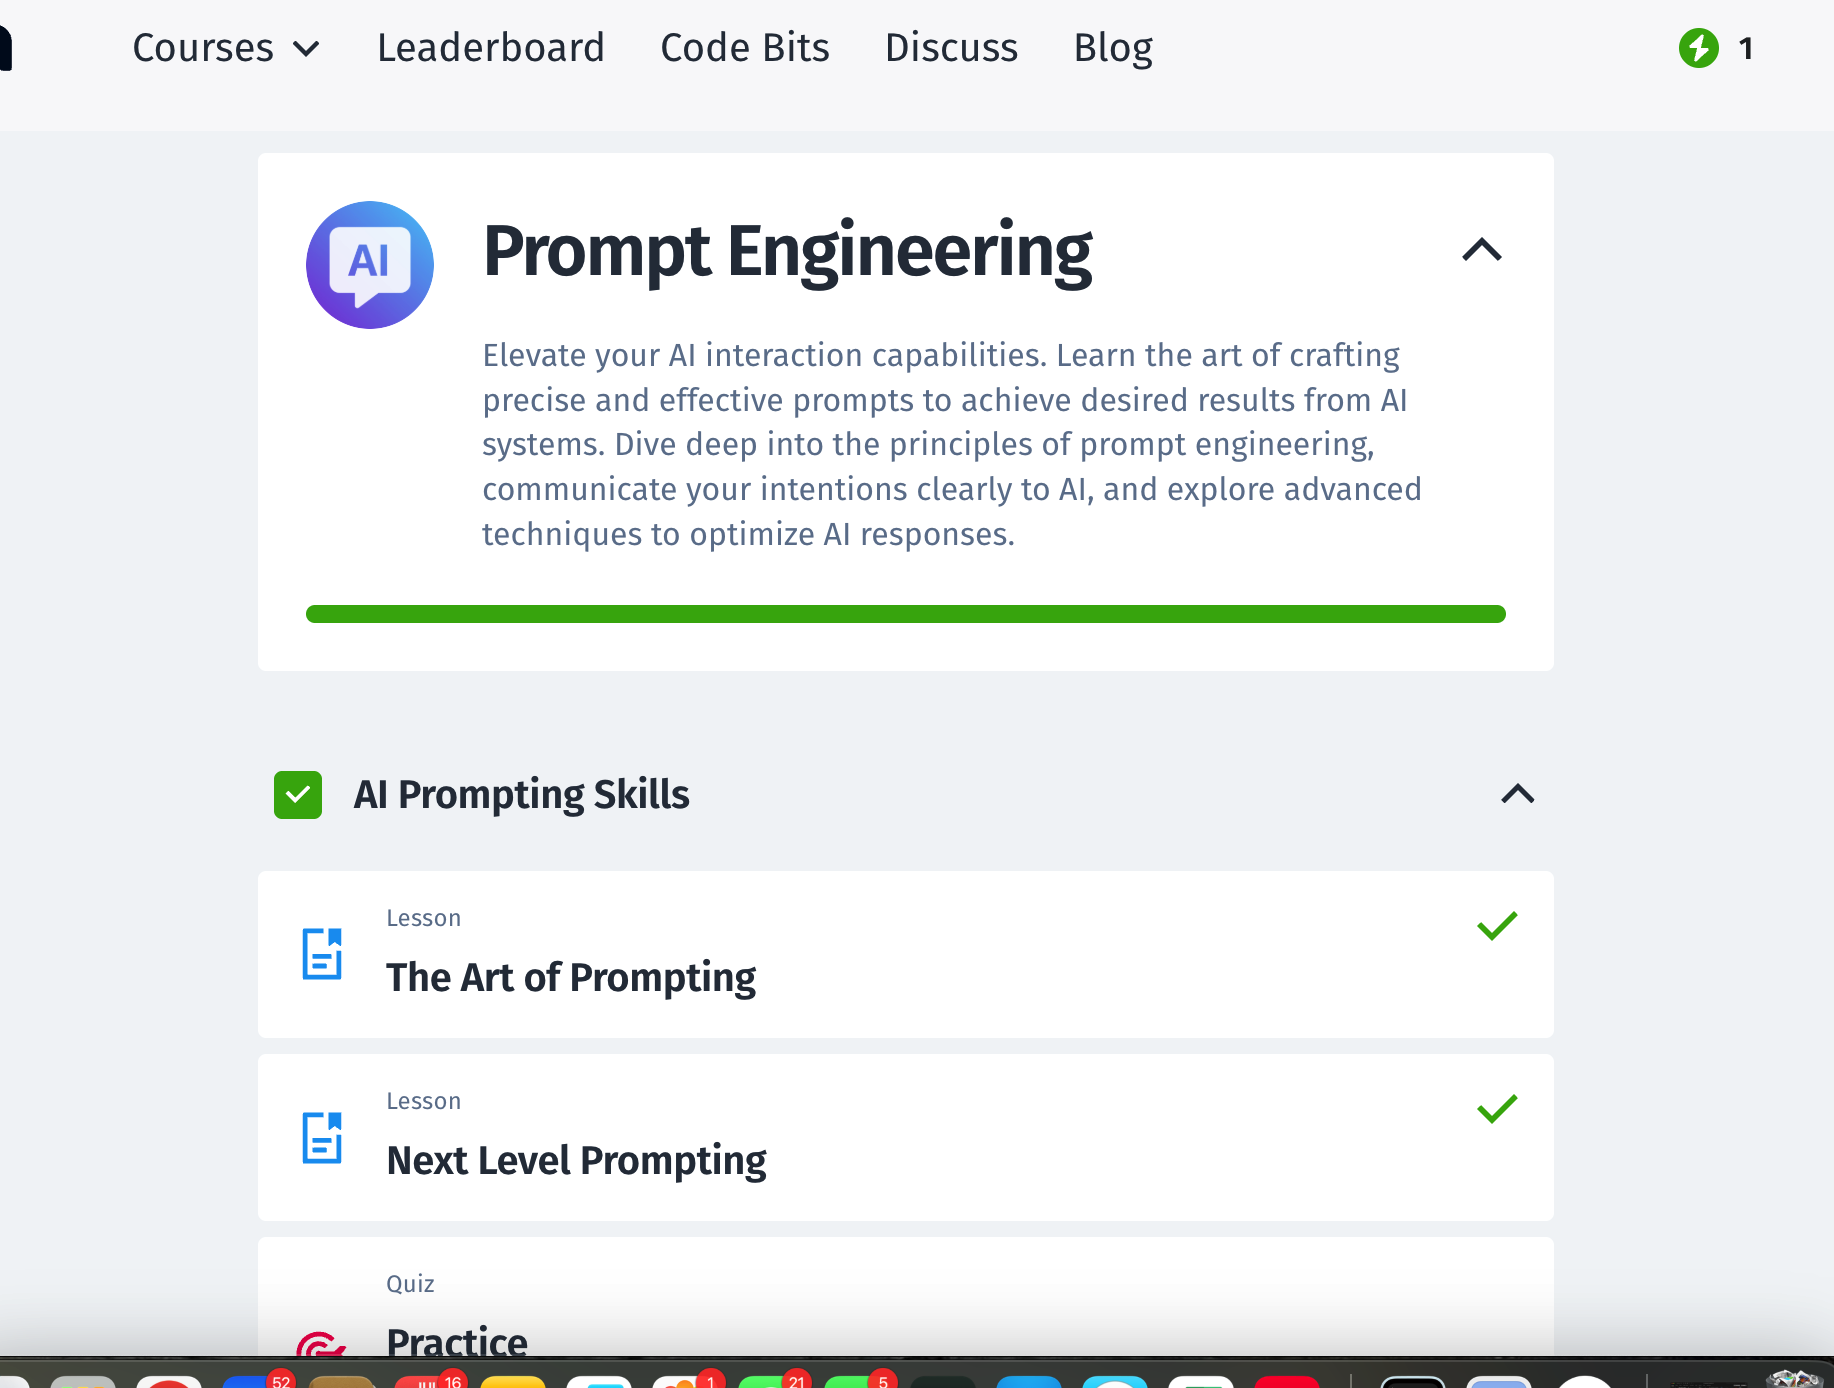 Courses
Leaderboard
Code Bits
Discuss
Blog
1
AI
Prompt Engineering
Elevate your AI interaction capabilities. Learn the art of crafting
precise and effective prompts to achieve desired results from AI
systems. Dive deep into the principles of prompt engineering,
communicate your intentions clearly to AI, and explore advanced
techniques to optimize AI responses.
AI Prompting Skills
Lesson
The Art of Prompting
Lesson
Next Level Prompting
Quiz
Practice
52
16
1
21
5